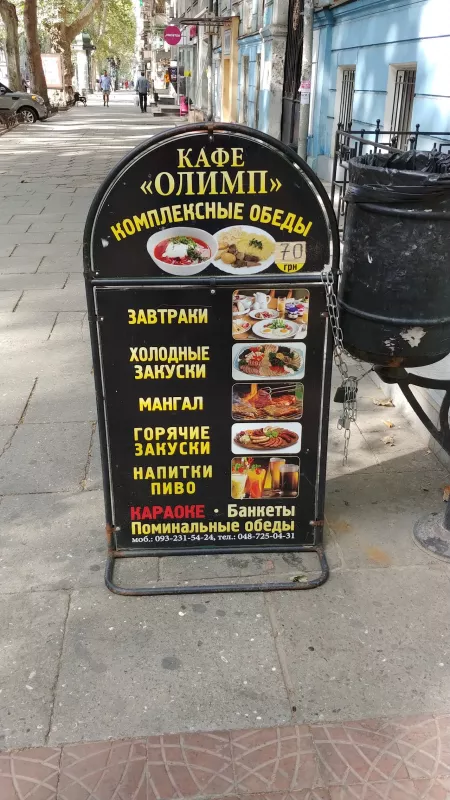 КАФЕ
«ОЛИМП»
КОМПЛЕКСНЫЕ ОБЕДЫ
70
грн
ЗАВТРАКИ
ХОЛОДНЫЕ
ЗАКУСКИ
МАНГАЛ
ГОРЯЧИЕ
ЗАКУСКИ
НАПИТКИ
ПИВО
КАРАОКЕ · Банкеты
Поминальные обеды
моб.: 093-231-54-24, тел.: 048-725-04-31